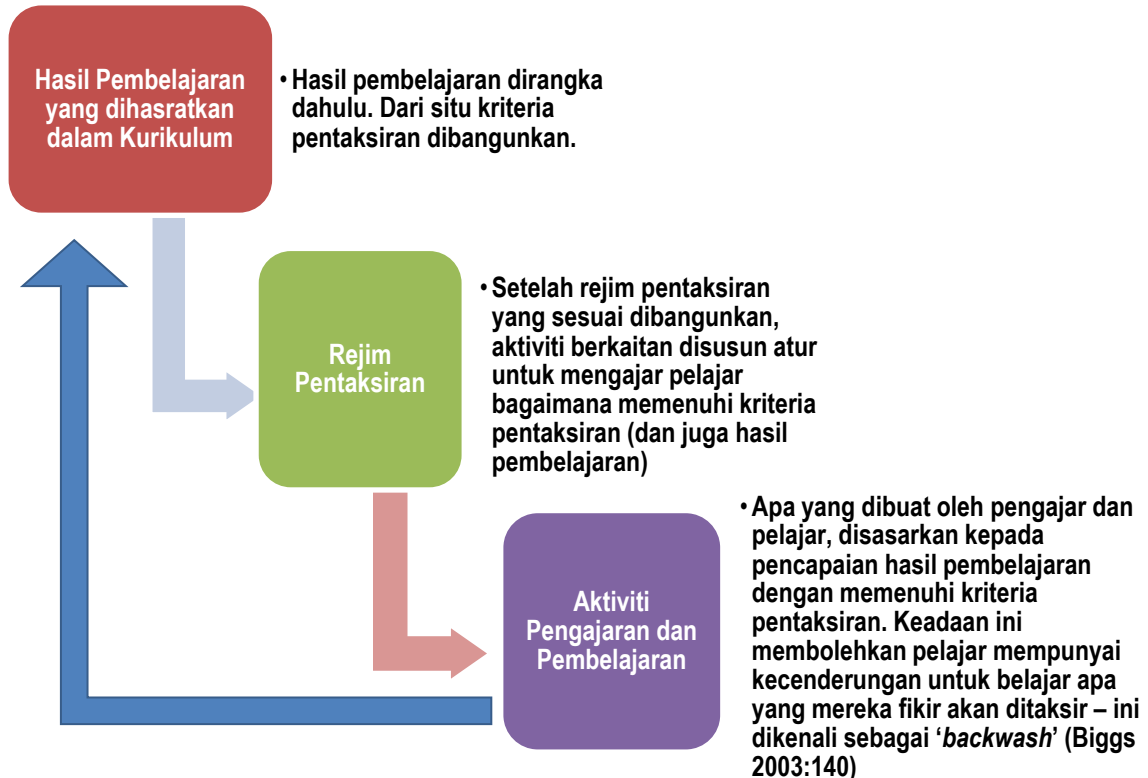 Hasil Pembelajaran
yang dihasratkan
dalam Kurikulum
• Hasil pembelajaran dirangka
dahulu. Dari situ kriteria
pentaksiran dibangunkan.
Rejim
Pentaksiran
• Setelah rejim pentaksiran
yang sesuai dibangunkan,
aktiviti berkaitan disusun atur
untuk mengajar pelajar
bagaimana memenuhi kriteria
pentaksiran (dan juga hasil
pembelajaran)
Aktiviti
Pengajaran dan
Pembelajaran
• Apa yang dibuat oleh pengajar dan
pelajar, disasarkan kepada
pencapaian hasil pembelajaran
dengan memenuhi kriteria
pentaksiran. Keadaan ini
membolehkan pelajar mempunyai
kecenderungan untuk belajar apa
yang mereka fikir akan ditaksir – ini
dikenali sebagai ‘backwash’ (Biggs
2003:140)